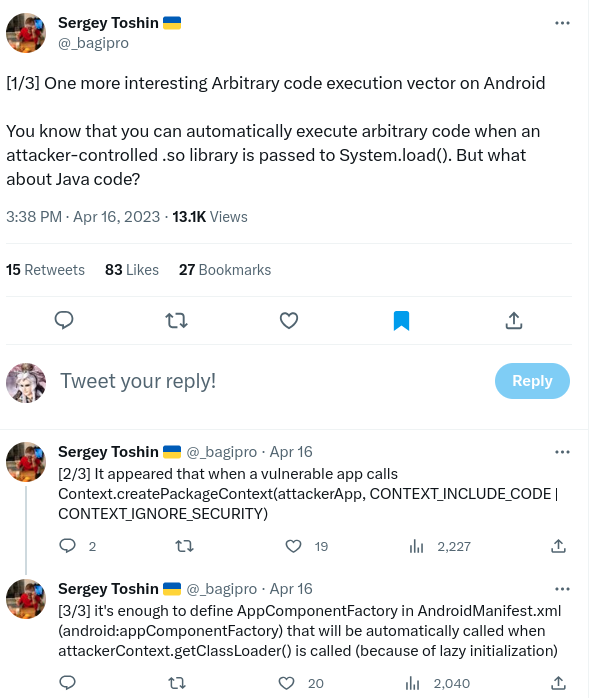 Sergey Toshin 🇺🇦
@_bagipro
[1/3] One more interesting Arbitrary code execution vector on Android
You know that you can automatically execute arbitrary code when an
attacker-controlled .so library is passed to System.load(). But what
about Java code?
3:38 PM · Apr 16, 2023 · 13.1K Views
15 Retweets 83 Likes 27 Bookmarks
Tweet your reply!
Reply
Sergey Toshin 🇺🇦 @_bagipro · Apr 16
[2/3] It appeared that when a vulnerable app calls
Context.createPackageContext(attackerApp, CONTEXT_INCLUDE_CODE |
CONTEXT_IGNORE_SECURITY)
2 19 2,227
Sergey Toshin 🇺🇦 @_bagipro · Apr 16
[3/3] it's enough to define AppComponentFactory in AndroidManifest.xml
(android:appComponentFactory) that will be automatically called when
attackerContext.getClassLoader() is called (because of lazy initialization)
20 2,040